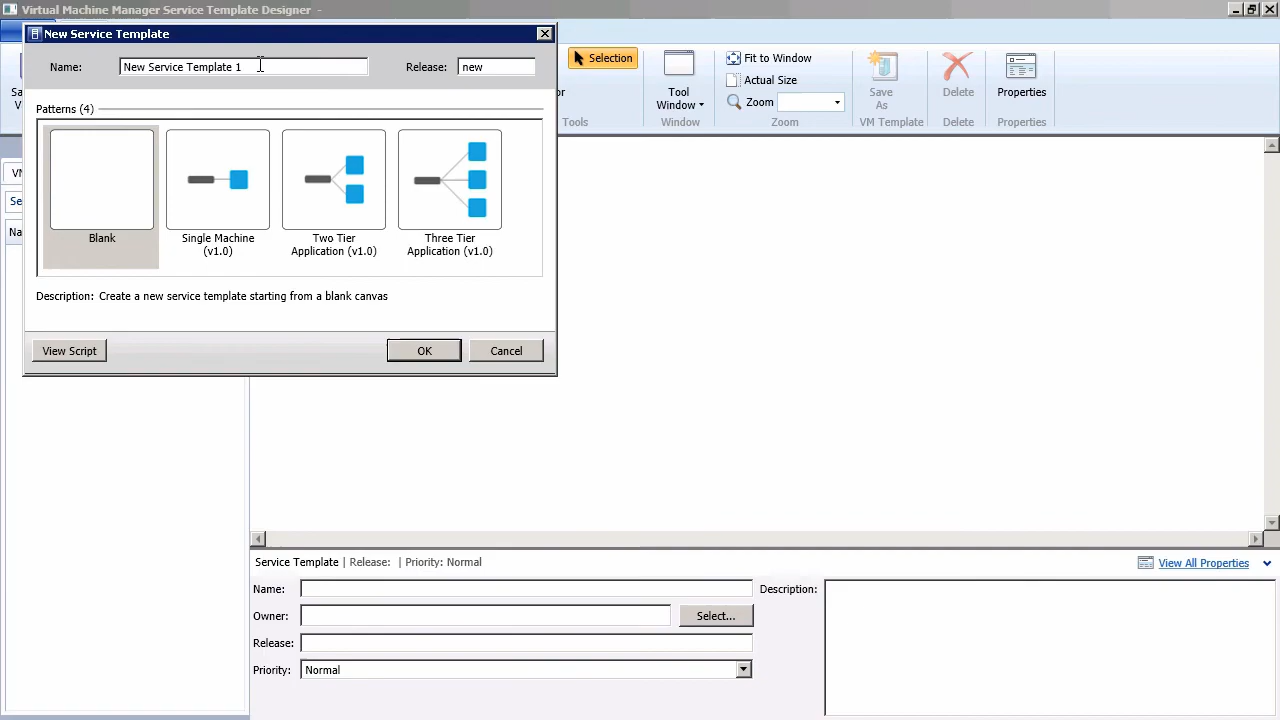 Virtual Machine Manager Service Template Designer -
New Service Template
Name: New Service Template 1 Release: new
Patterns (4)
Blank
Single Machine
(v1.0)
Two Tier
Application (v1.0)
Three Tier
Application (v1.0)
Description: Create a new service template starting from a blank canvas
View Script OK Cancel
Selection
Tools
Tool
Window
Window
Fit to Window
Actual Size
Zoom
Zoom
Save
As
VM Template
Delete
Delete
Properties
Properties
Service Template | Release: | Priority: Normal
View All Properties
Name:
Description:
Owner: Select...
Release:
Priority: Normal